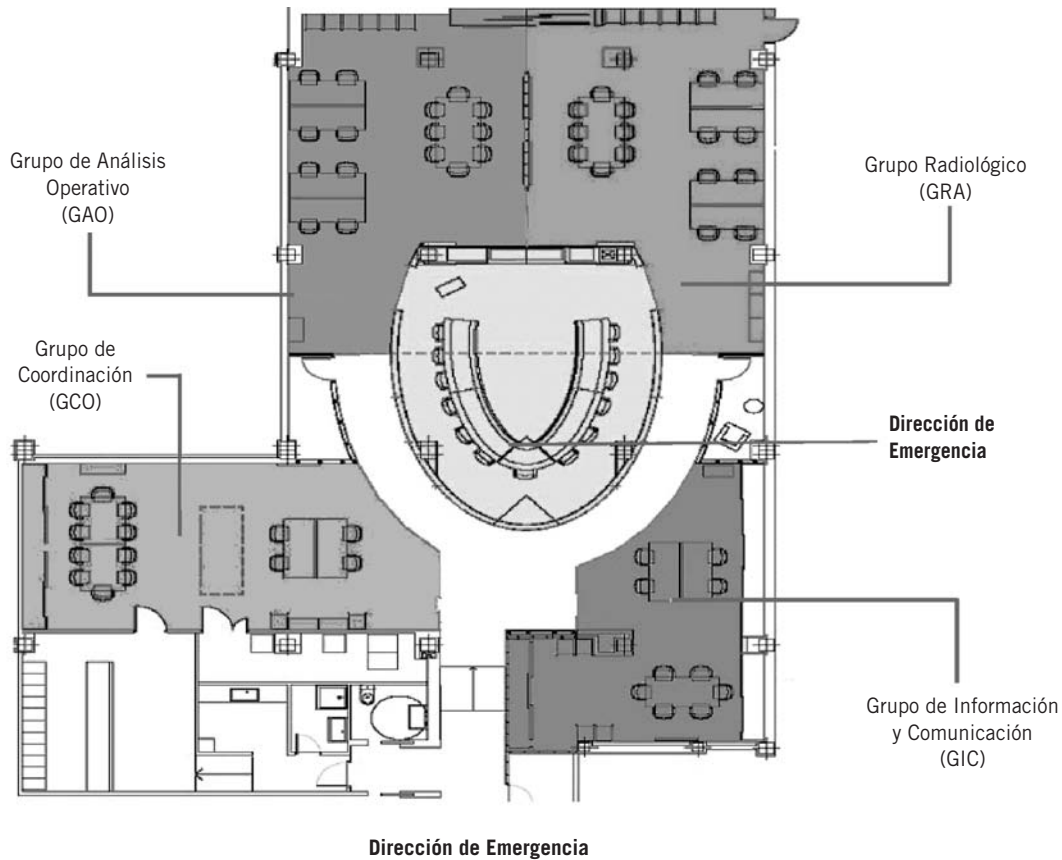 Grupo de Análisis
Operativo
(GAO)
Grupo Radiológico
(GRA)
Grupo de
Coordinación
(GCO)
Dirección de
Emergencia
Grupo de Información
y Comunicación
(GIC)
Dirección de Emergencia